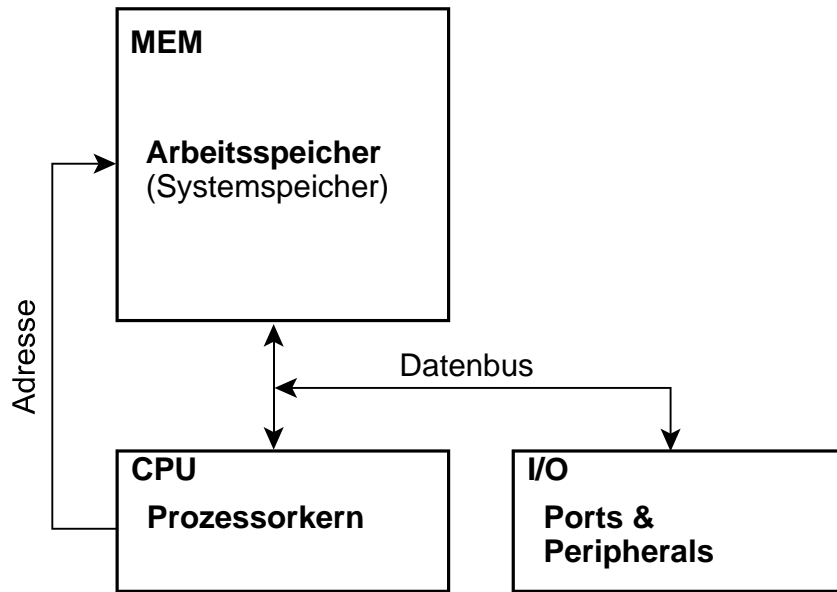 MEM
Arbeitsspeicher
(Systemspeicher)
Adresse
Datenbus
CPU
Prozessorkern
I/O
Ports &
Peripherals